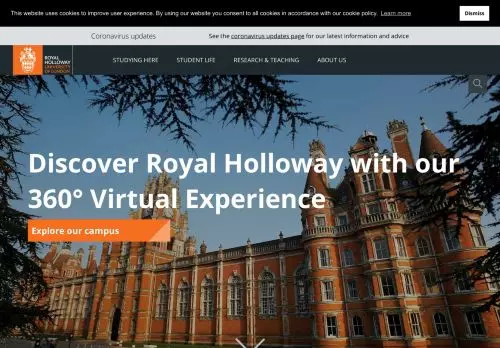 This website uses cookies to improve user experience. By using our website you consent to all cookies in accordance with our cookie policy. Learn more
Dismiss
Coronavirus updates
See the coronavirus updates page for our latest information and advice
ROYAL
HOLLOWAY
UNIVERSITY
OF LONDON
STUDYING HERE
STUDENT LIFE
RESEARCH & TEACHING
ABOUT US
Discover Royal Holloway with our
360° Virtual Experience
Explore our campus